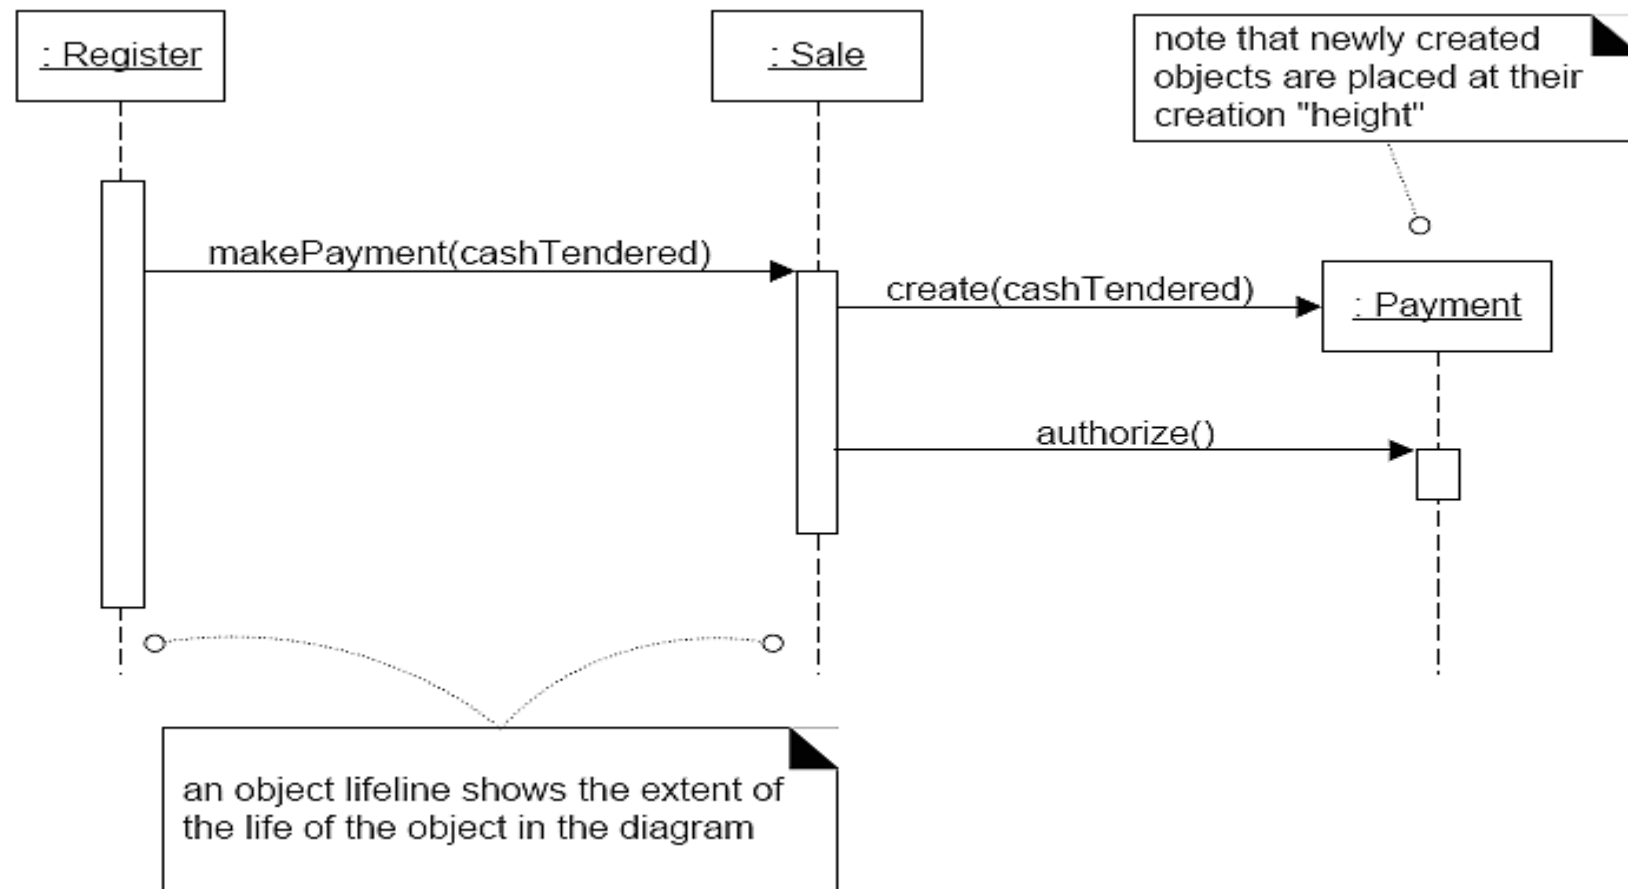 : Register
: Sale
note that newly created
objects are placed at their
creation "height"
makePayment(cashTendered)
create(cashTendered)
: Payment
authorize()
an object lifeline shows the extent of
the life of the object in the diagram